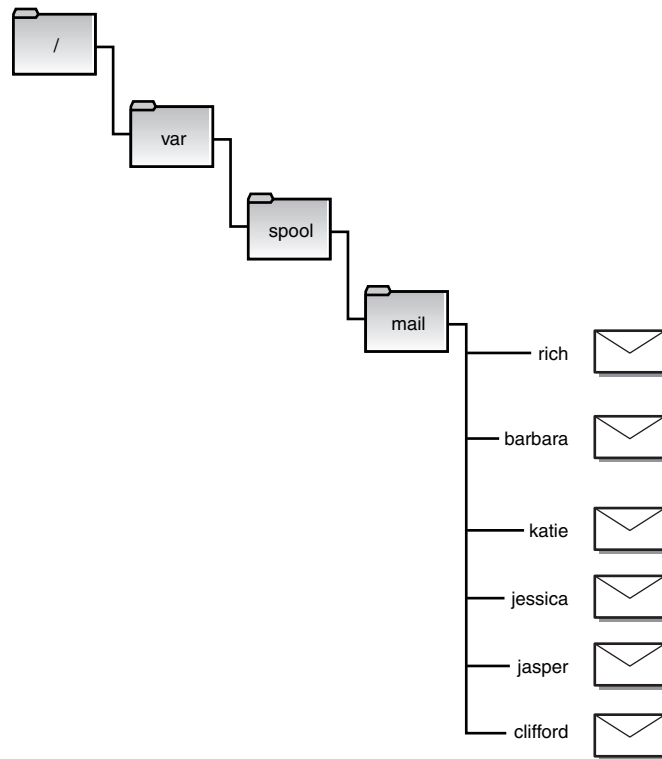 /
var
spool
mail
rich
barbara
katie
jessica
jasper
clifford